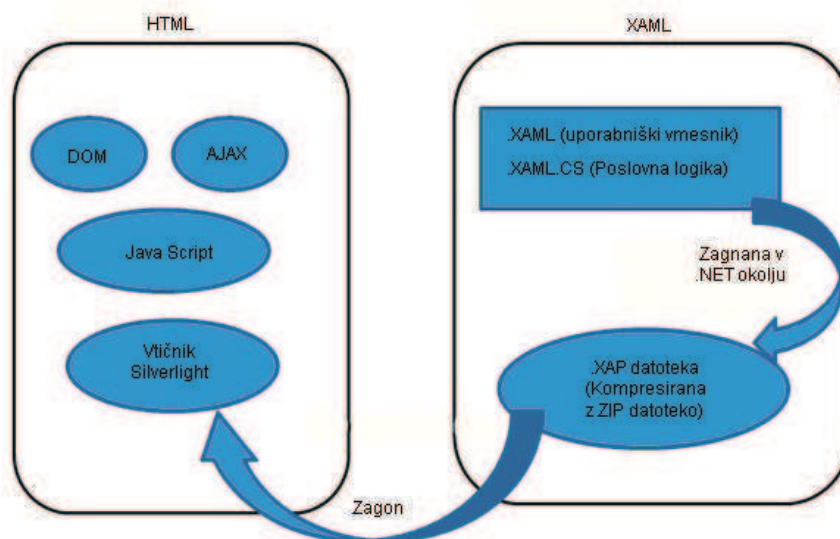 HTML
DOM
AJAX
Java Script
Vtičnik
Silverlight
XAML
.XAML (uporabniški vmesnik)
.XAML.CS (Poslovna logika)
Zagnana v
.NET okolju
.XAP datoteka
(Kompresirana
z ZIP datoteko)
Zagon